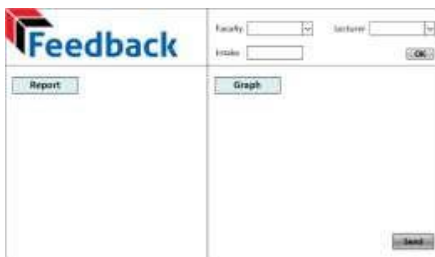 Feedback
Faculty
Lecturer
Intake
OK
Report
Graph
Send